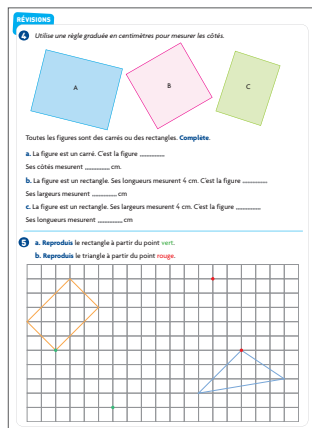 RÉVISIONS
4 Utilise une règle graduée en centimètres pour mesurer les côtés.
A
B
C
Toutes les figures sont des carrés ou des rectangles. Complète.
a. La figure est un carré. C'est la figure ..............
Ses côtés mesurent .............. cm.
b. La figure est un rectangle. Ses longueurs mesurent 4 cm. C'est la figure ..............
Ses largeurs mesurent .............. cm
c. La figure est un rectangle. Ses largeurs mesurent 4 cm. C'est la figure ..............
Ses longueurs mesurent .............. cm
5 a. Reproduis le rectangle à partir du point vert.
b. Reproduis le triangle à partir du point rouge.